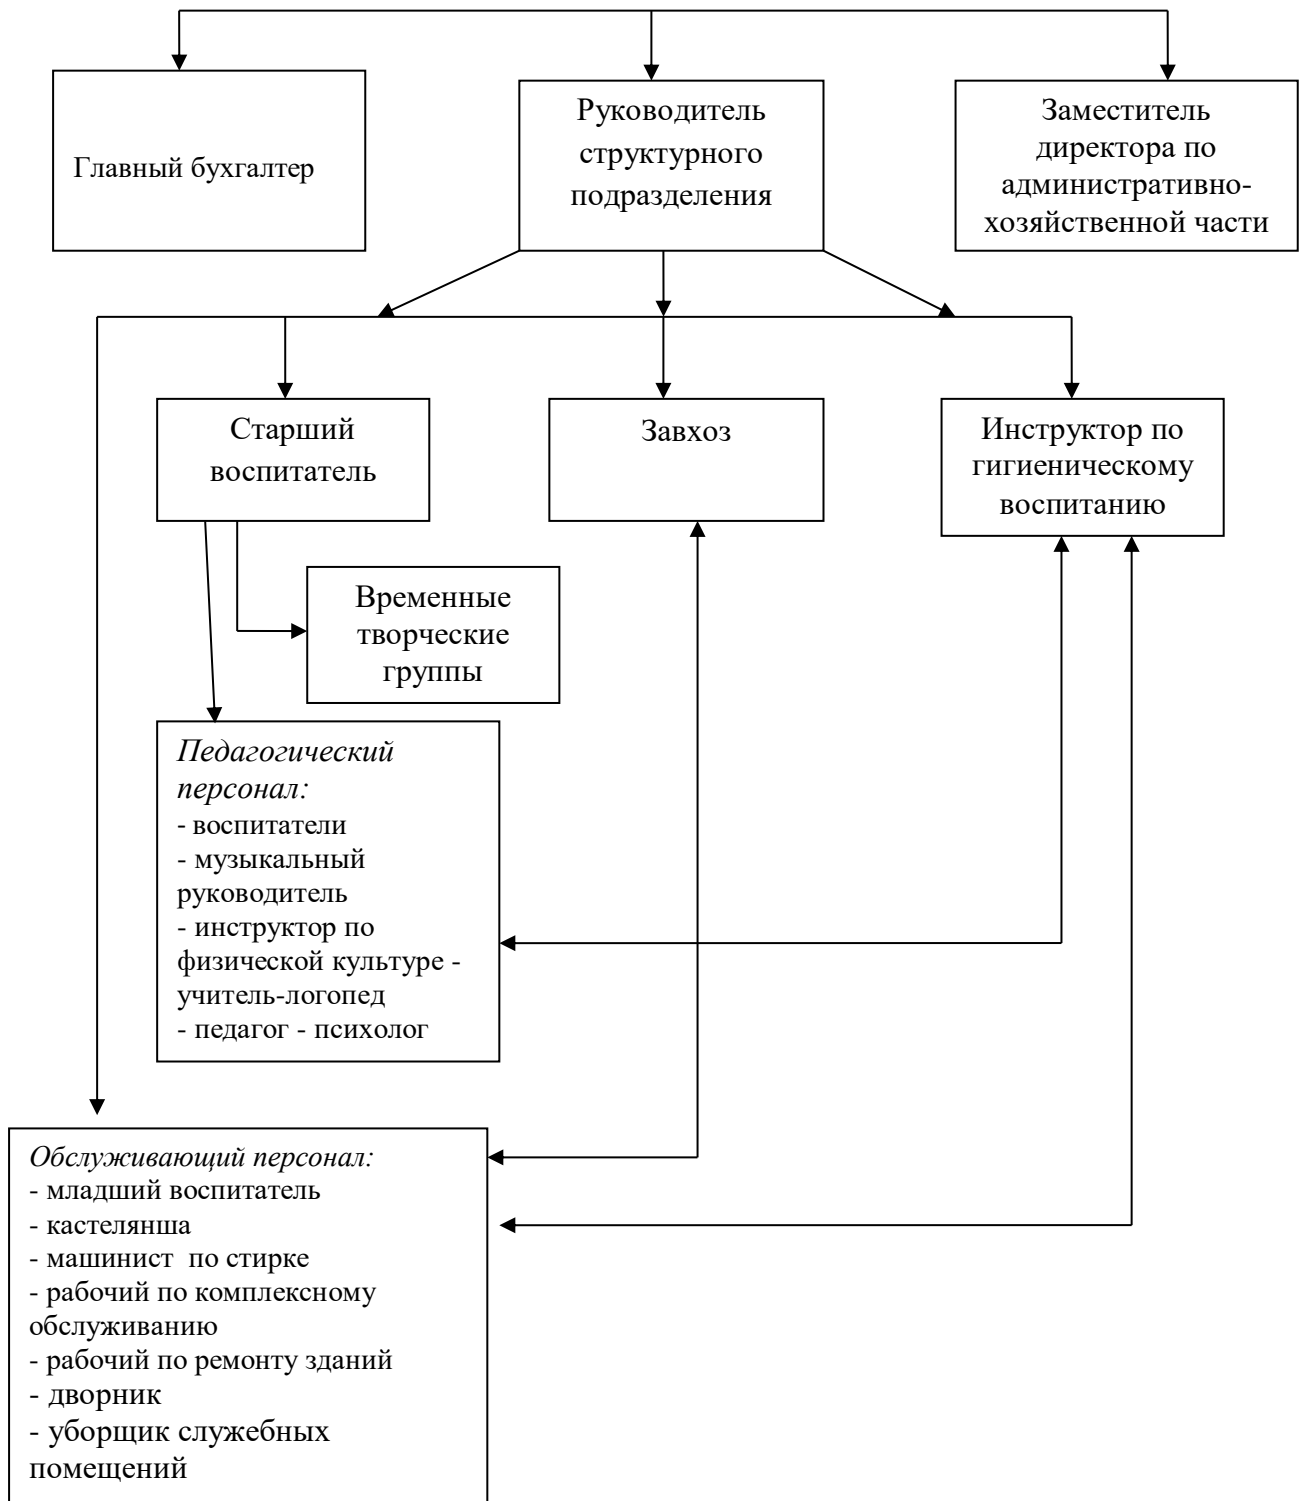 Главный бухгалтер
Руководитель
структурного
подразделения
Заместитель
директора по
административно-
хозяйственной части
Старший
воспитатель
Завхоз
Инструктор по
гигиеническому
воспитанию
Временные
творческие
группы
Педагогический
персонал:
- воспитатели
- музыкальный
руководитель
- инструктор по
физической культуре -
учитель-логопед
- педагог - психолог
Обслуживающий персонал:
- младший воспитатель
- кастелянша
- машинист  по стирке
- рабочий по комплексному
обслуживанию
- рабочий по ремонту зданий
- дворник
- уборщик служебных
помещений